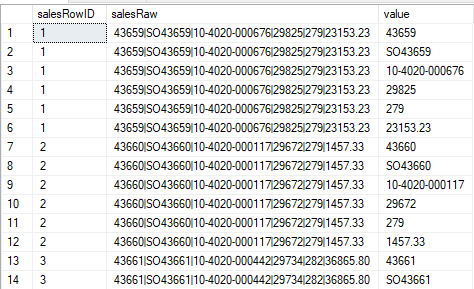 salesRowID salesRaw value
1 1 43659|SO43659|10-4020-000676|29825|279|23153.23 43659
2 1 43659|SO43659|10-4020-000676|29825|279|23153.23 SO43659
3 1 43659|SO43659|10-4020-000676|29825|279|23153.23 10-4020-000676
4 1 43659|SO43659|10-4020-000676|29825|279|23153.23 29825
5 1 43659|SO43659|10-4020-000676|29825|279|23153.23 279
6 1 43659|SO43659|10-4020-000676|29825|279|23153.23 23153.23
7 2 43660|SO43660|10-4020-000117|29672|279|1457.33 43660
8 2 43660|SO43660|10-4020-000117|29672|279|1457.33 SO43660
9 2 43660|SO43660|10-4020-000117|29672|279|1457.33 10-4020-000117
10 2 43660|SO43660|10-4020-000117|29672|279|1457.33 29672
11 2 43660|SO43660|10-4020-000117|29672|279|1457.33 279
12 2 43660|SO43660|10-4020-000117|29672|279|1457.33 1457.33
13 3 43661|SO43661|10-4020-000442|29734|282|36865.80 43661
14 3 43661|SO43661|10-4020-000442|29734|282|36865.80 SO43661